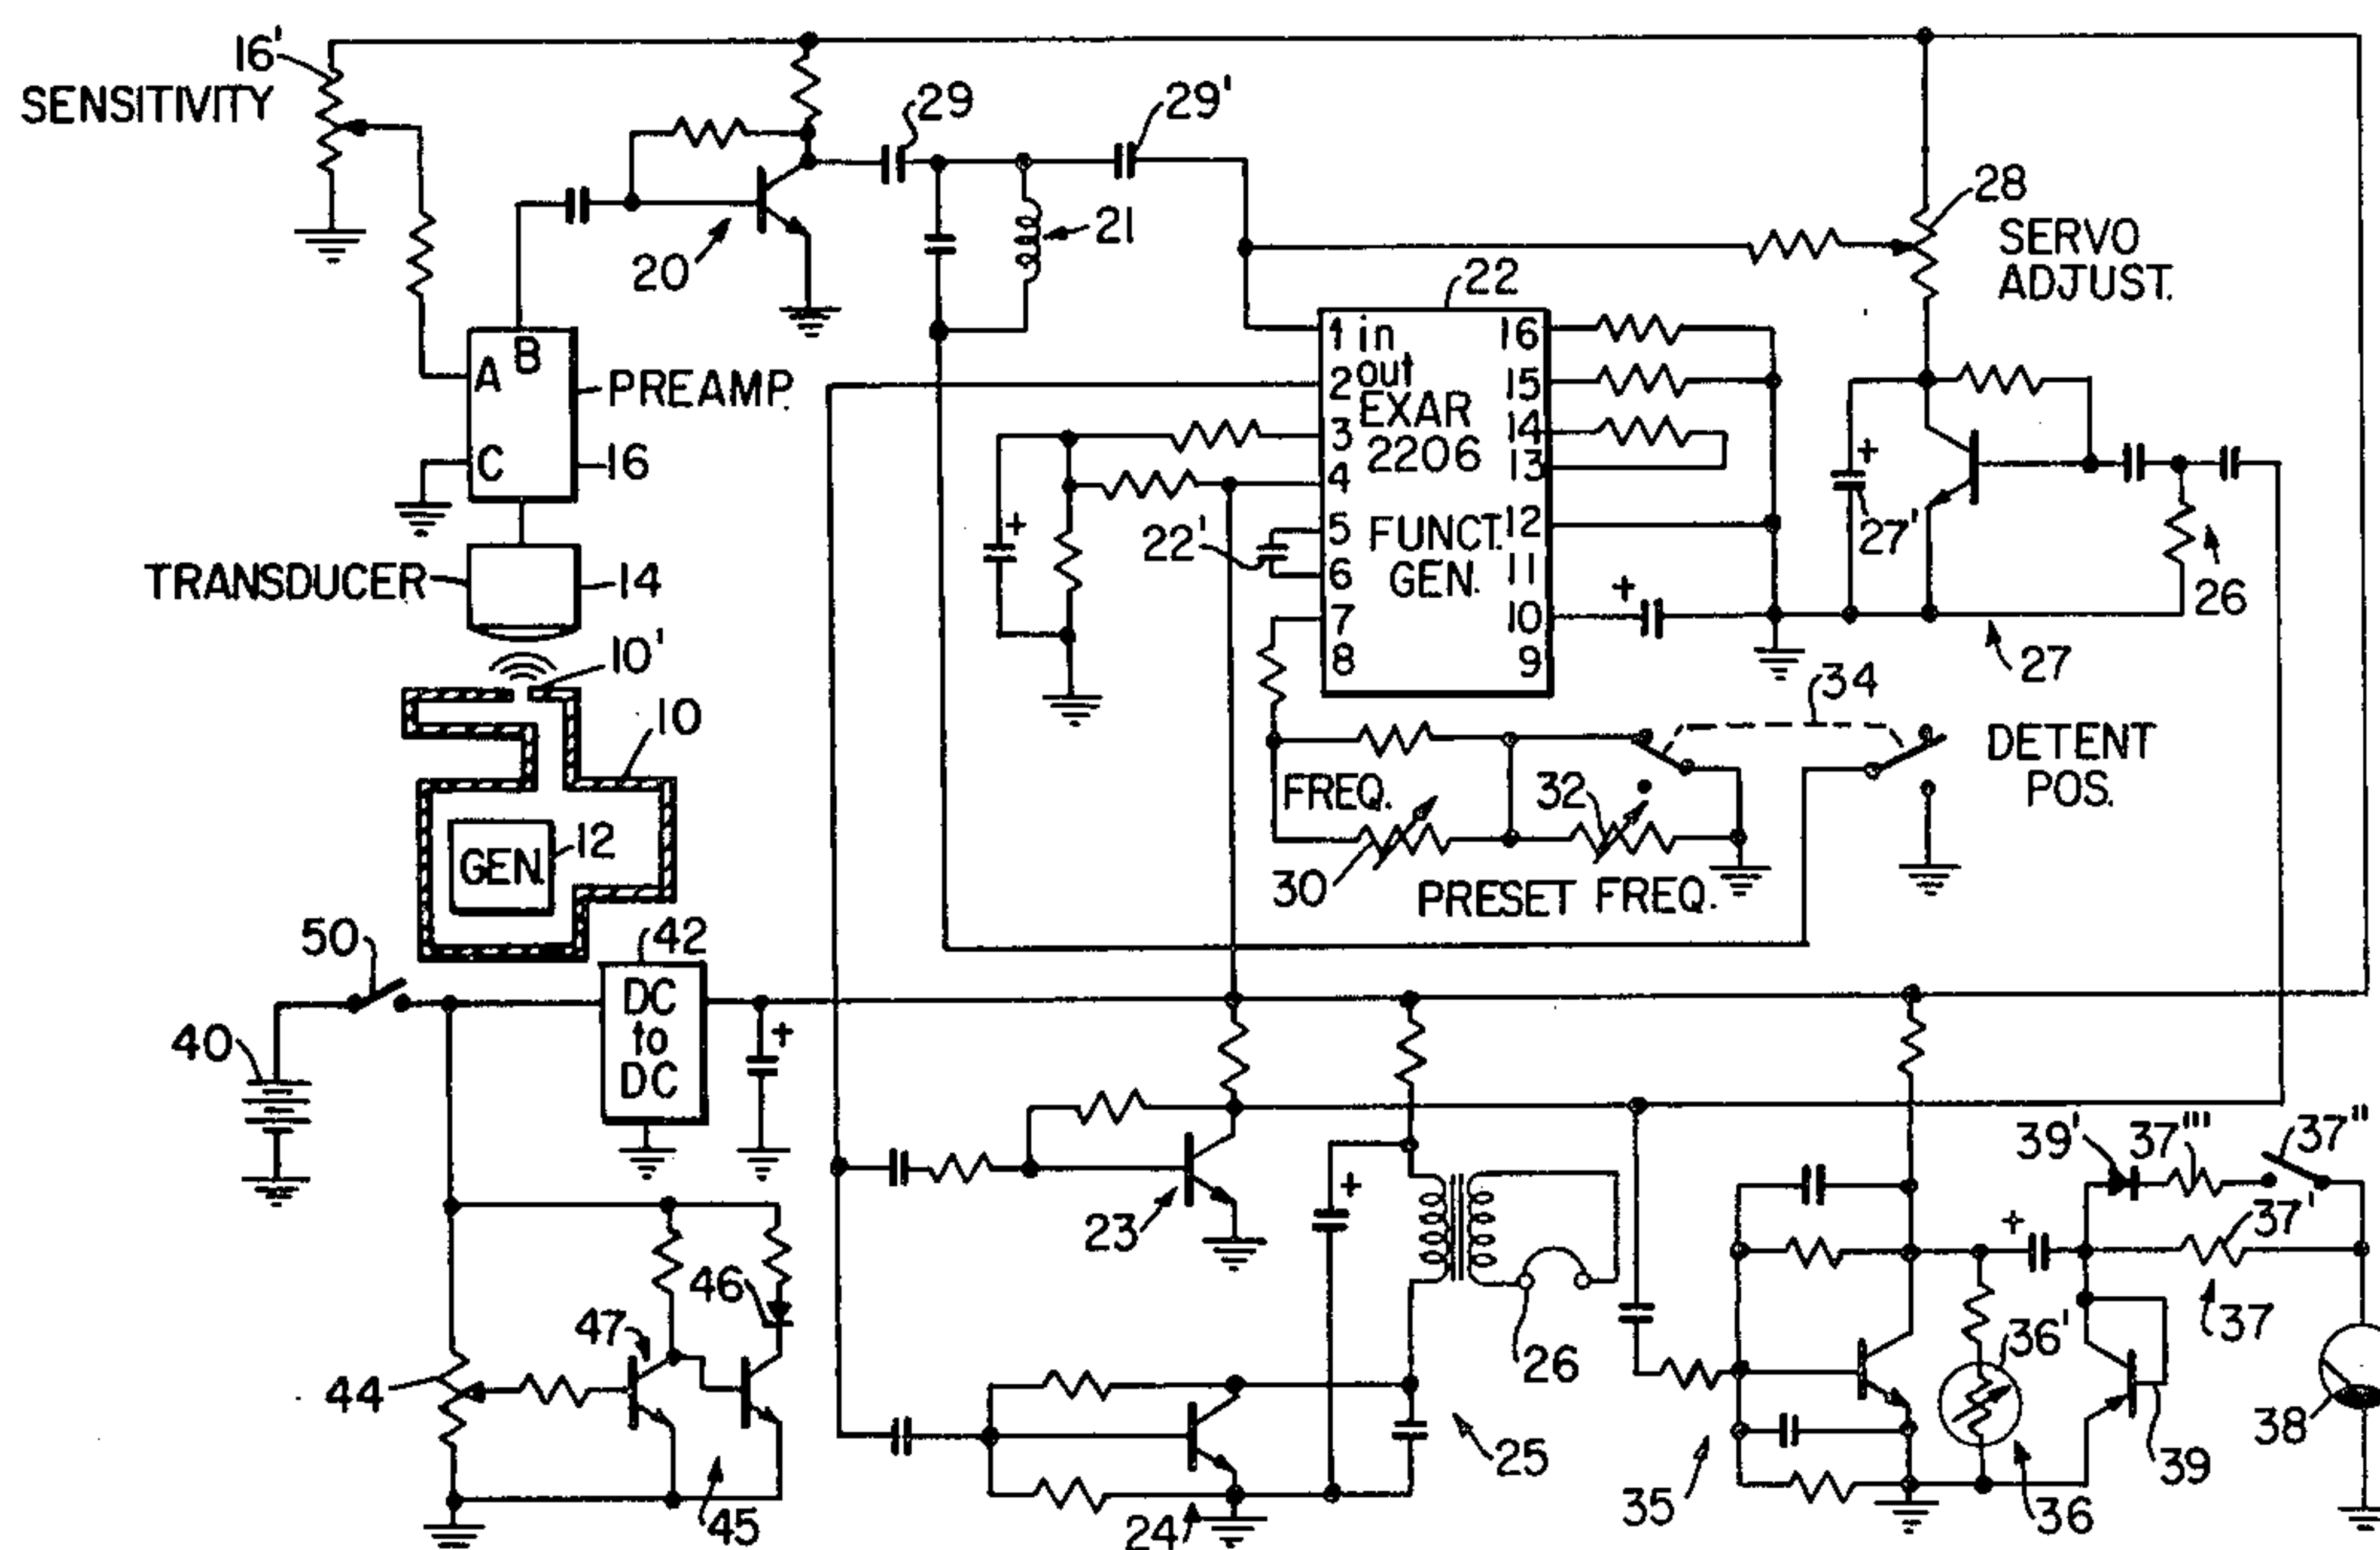 16'
SENSITIVITY
29
29'
20
21
28
SERVO
ADJUST.
22
A
B
C
PREAMP.
16
1 in 16
2 out 15
EXAR
3 14
2206
13
4
5 FUNCT. 12
6 GEN. 11
7 10
8 9
22'
+
+
+
27'
26
27
TRANSDUCER
14
10'
10
GEN.
12
34
DETENT
POS.
FREQ.
32
30
PRESET FREQ.
50
42
DC
to
DC
+
40
23
+
39'
37'''
37''
37'
+
37
46
47
44
45
26
25
24
35
36'
36
39
38